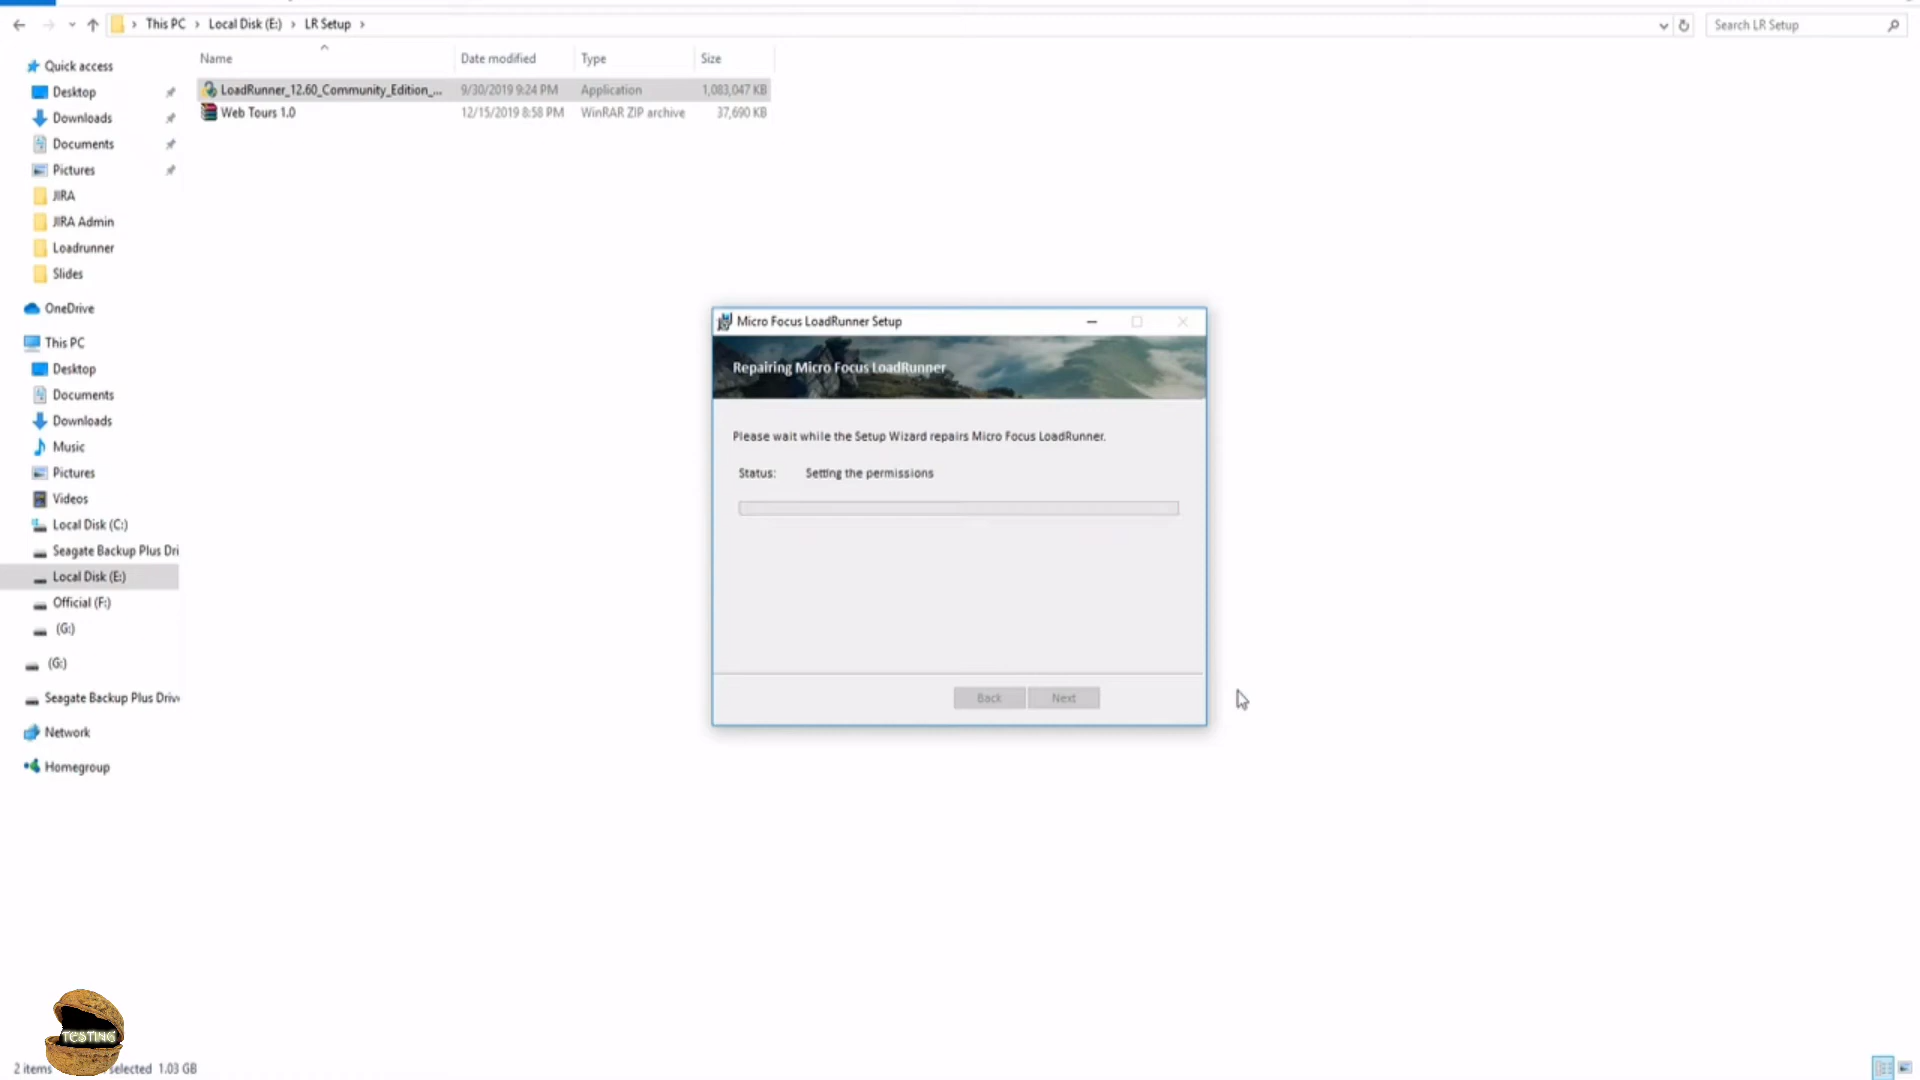 This PC
Local Disk (E:)
LR Setup
Search LR Setup
Name
Date modified
Type
Size
LoadRunner_12.60_Community_Edition_...
9/30/2019 9:24 PM
Application
1,083,047 KB
Web Tours 1.0
12/15/2019 8:58 PM
WinRAR ZIP archive
37,690 KB
Quick access
Desktop
Downloads
Documents
Pictures
JIRA
JIRA Admin
Loadrunner
Slides
OneDrive
This PC
Desktop
Documents
Downloads
Music
Pictures
Videos
Local Disk (C:)
Seagate Backup Plus Dri
Local Disk (E:)
Official (F:)
(G:)
(G:)
Seagate Backup Plus Driv
Network
Homegroup
Micro Focus LoadRunner Setup
Repairing Micro Focus LoadRunner
Please wait while the Setup Wizard repairs Micro Focus LoadRunner.
Status:
Setting the permissions
Back
Next
TESTING
2 items
selected 1.03 GB